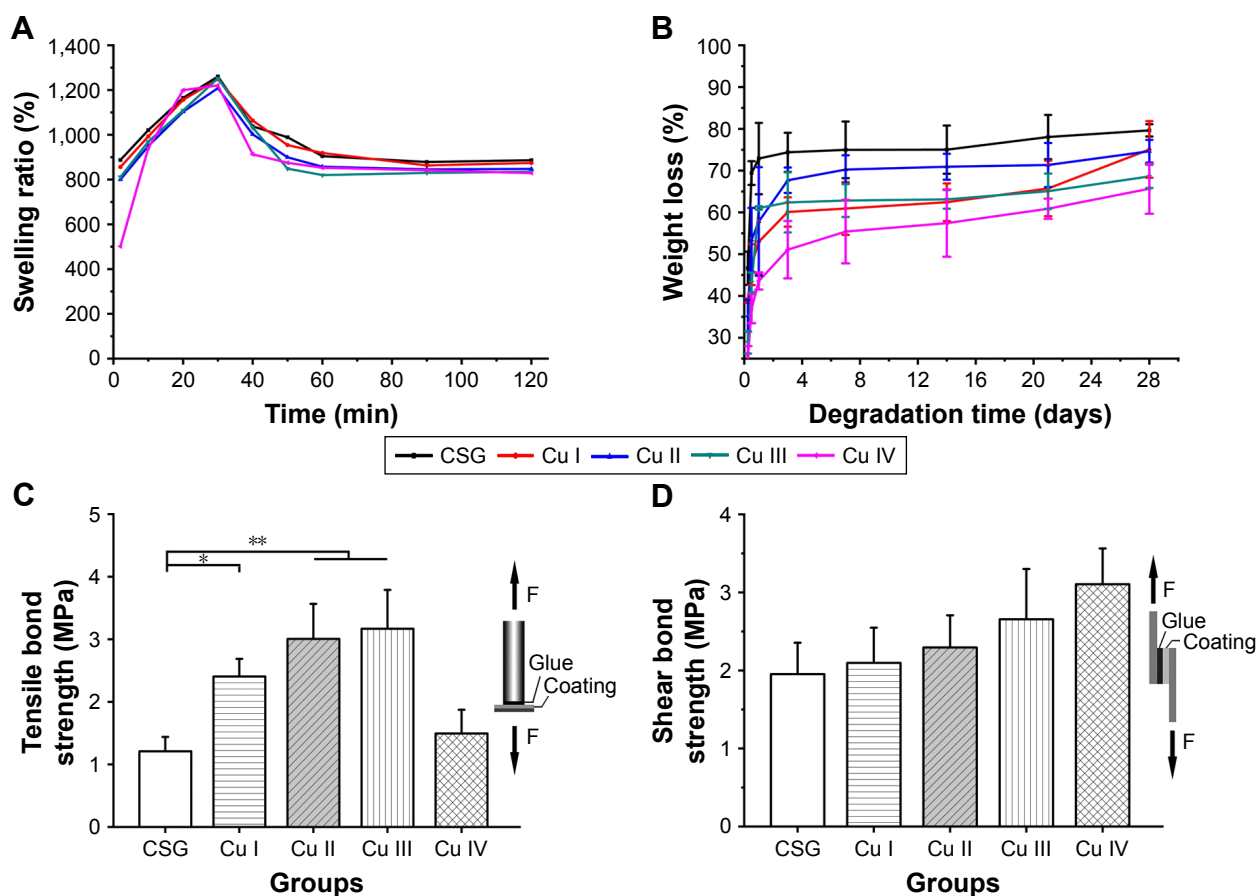 A
1,400
1,200
1,000
800
600
400
200
0
0
20
40
60
80
100
120
Swelling ratio (%)
Time (min)
B
100
90
80
70
60
50
40
30
0
4
8
12
16
20
24
28
Weight loss (%)
Degradation time (days)
CSG Cu I Cu II Cu III Cu IV
C
5
4
3
2
1
0
Tensile bond
strength (MPa)
*
**
F
Glue
Coating
F
CSG Cu I Cu II Cu III Cu IV
Groups
D
4
3
2
1
0
Shear bond
strength (MPa)
F
Glue
Coating
F
CSG Cu I Cu II Cu III Cu IV
Groups